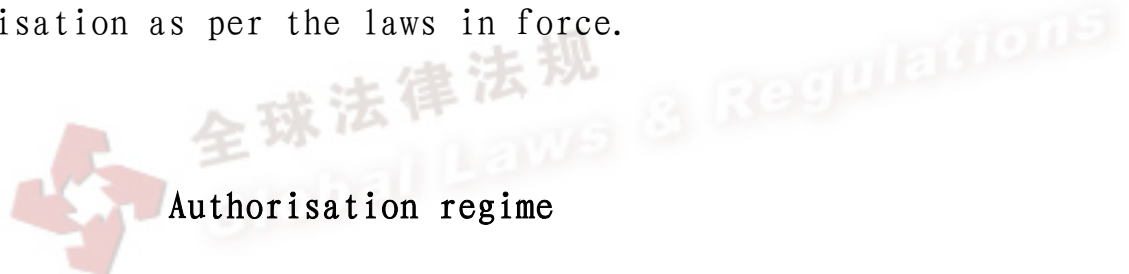 isation as per the laws in force.
全球法律法规
Global Laws & Regulations
Authorisation regime